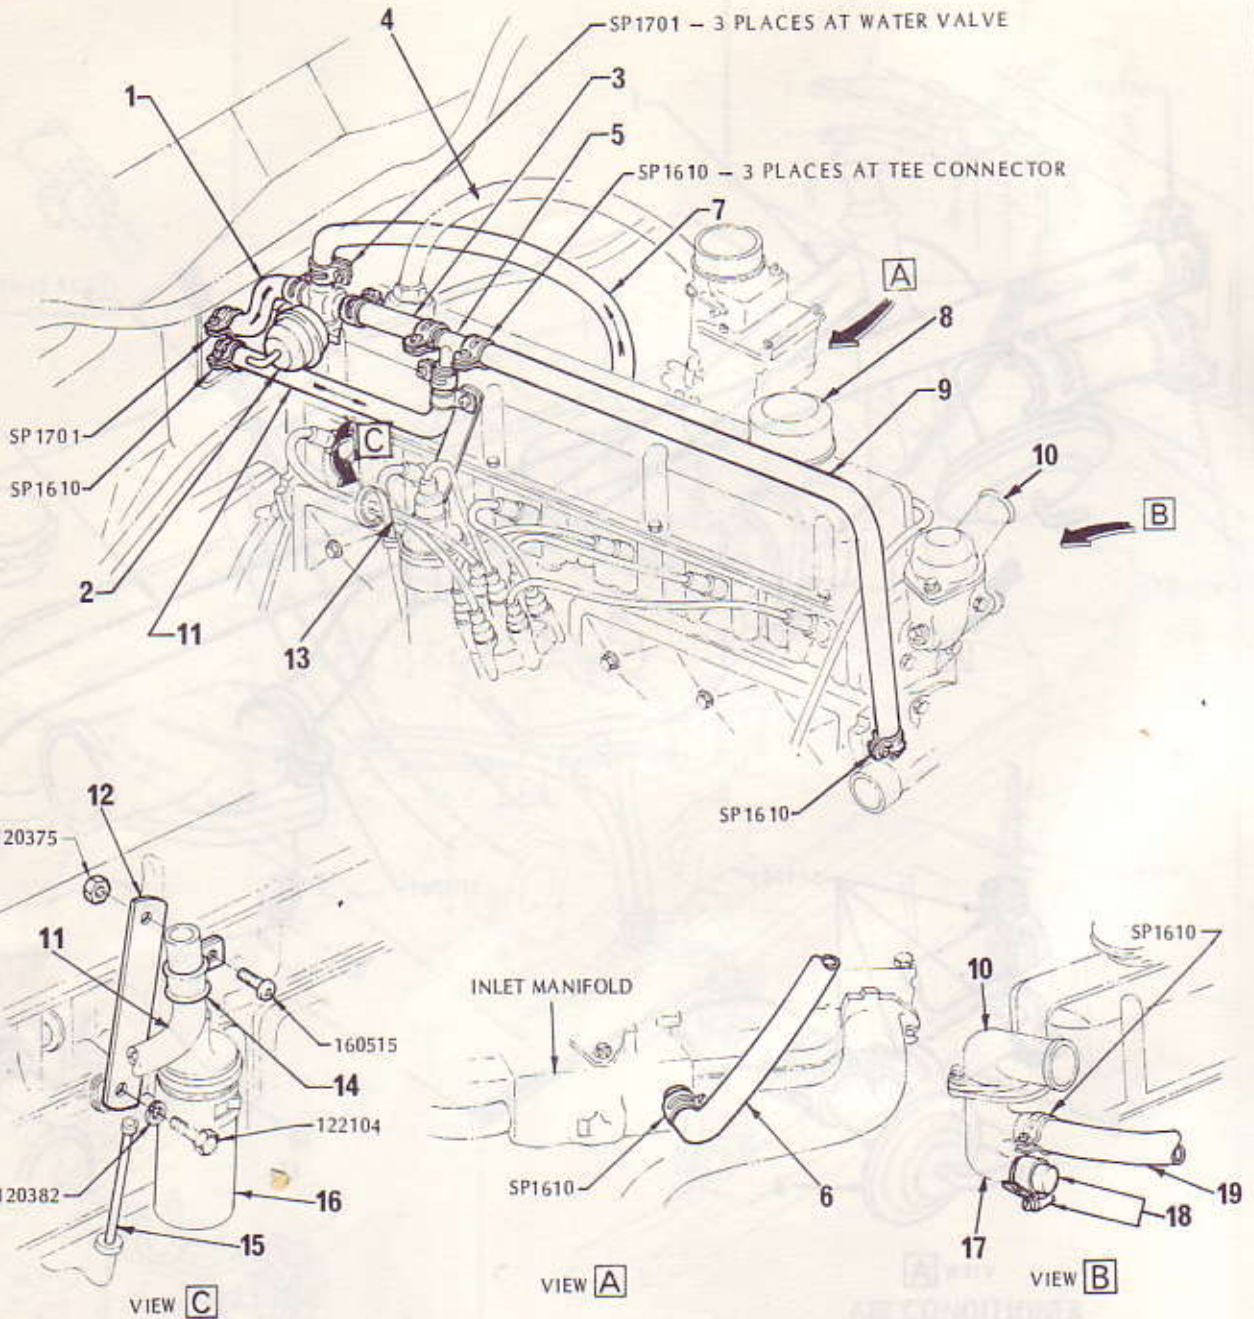 4
SP1701 – 3 PLACES AT WATER VALVE
1
3
5
SP1610 – 3 PLACES AT TEE CONNECTOR
7
A
8
9
10
SP1701
C
SP1610
B
2
11
13
SP1610
12
20375
11
160515
14
122104
120382
16
15
VIEW C
INLET MANIFOLD
SP1610
6
VIEW A
SP1610
10
19
18
17
VIEW B